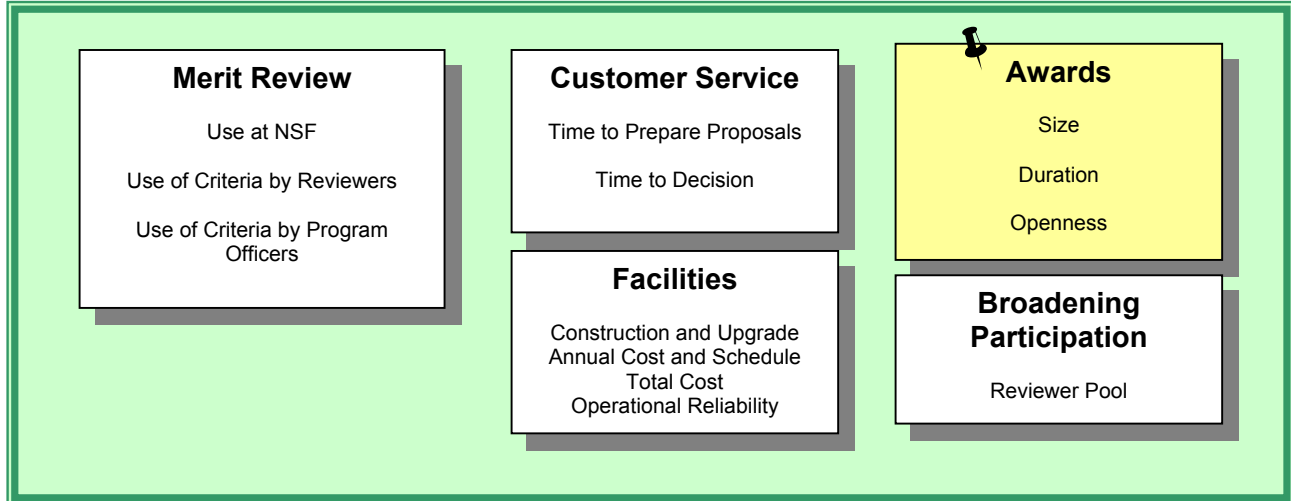 Merit Review
Use at NSF
Use of Criteria by Reviewers
Use of Criteria by Program
Officers
Customer Service
Time to Prepare Proposals
Time to Decision
Facilities
Construction and Upgrade
Annual Cost and Schedule
Total Cost
Operational Reliability
Awards
Size
Duration
Openness
Broadening
Participation
Reviewer Pool